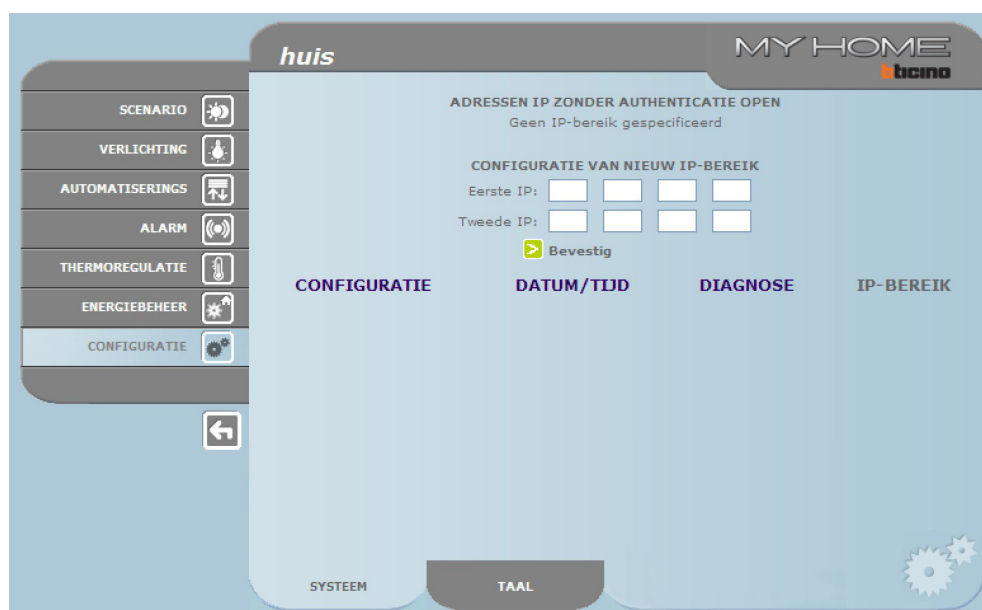 huis
MY HOME
bticino
SCENARIO
VERLICHTING
AUTOMATISERINGS
ALARM
THERMOREGULATIE
ENERGIEBEHEER
CONFIGURATIE
ADRESSEN IP ZONDER AUTHENTICATIE OPEN
Geen IP-bereik gespecificeerd
CONFIGURATIE VAN NIEUW IP-BEREIK
Eerste IP:
Tweede IP:
Bevestig
CONFIGURATIE DATUM/TIJD DIAGNOSE IP-BEREIK
SYSTEEM TAAL